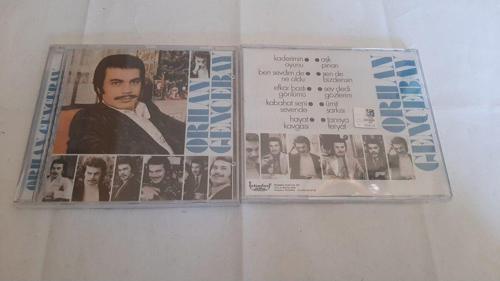 ORHAN GENCEBAY
ORHAN
GENCEBAY
kaderimin
oyunu
ben sevdim de
ne oldu
efkar bastı
gönlümü
kabahat seni
sevende
hayat
kavgası
aşk
pınarı
sen de
bizdensin
sev dedi
gözlerim
ümit
şarkısı
tanrıya
feryat
ORHAN
GENCEBAY